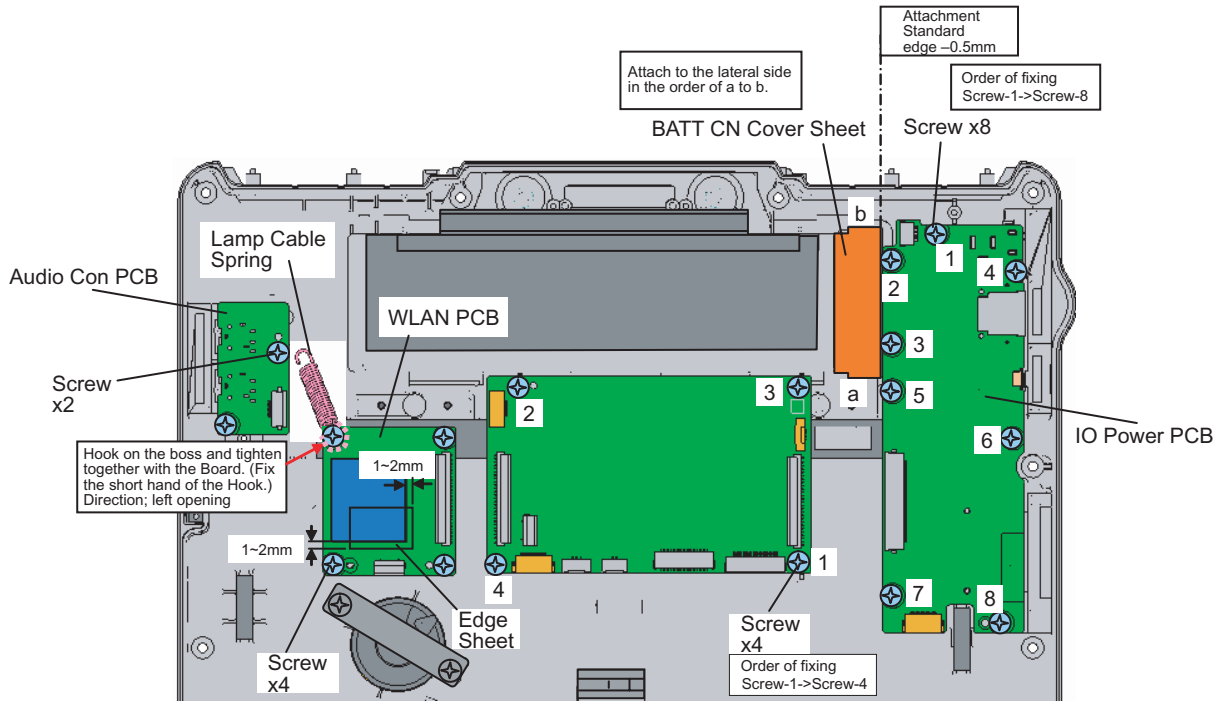 Attachment
Standard
edge –0.5mm
Attach to the lateral side
in the order of a to b.
Order of fixing
Screw-1->Screw-8
BATT CN Cover Sheet
Screw x8
b
Lamp Cable
Spring
1
2
4
Audio Con PCB
WLAN PCB
3
Screw
x2
2
3
a
5
6
IO Power PCB
Hook on the boss and tighten
together with the Board. (Fix
the short hand of the Hook.)
Direction; left opening
1~2mm
1~2mm
4
1
7
8
Edge
Sheet
Screw
x4
Screw
x4
Order of fixing
Screw-1->Screw-4